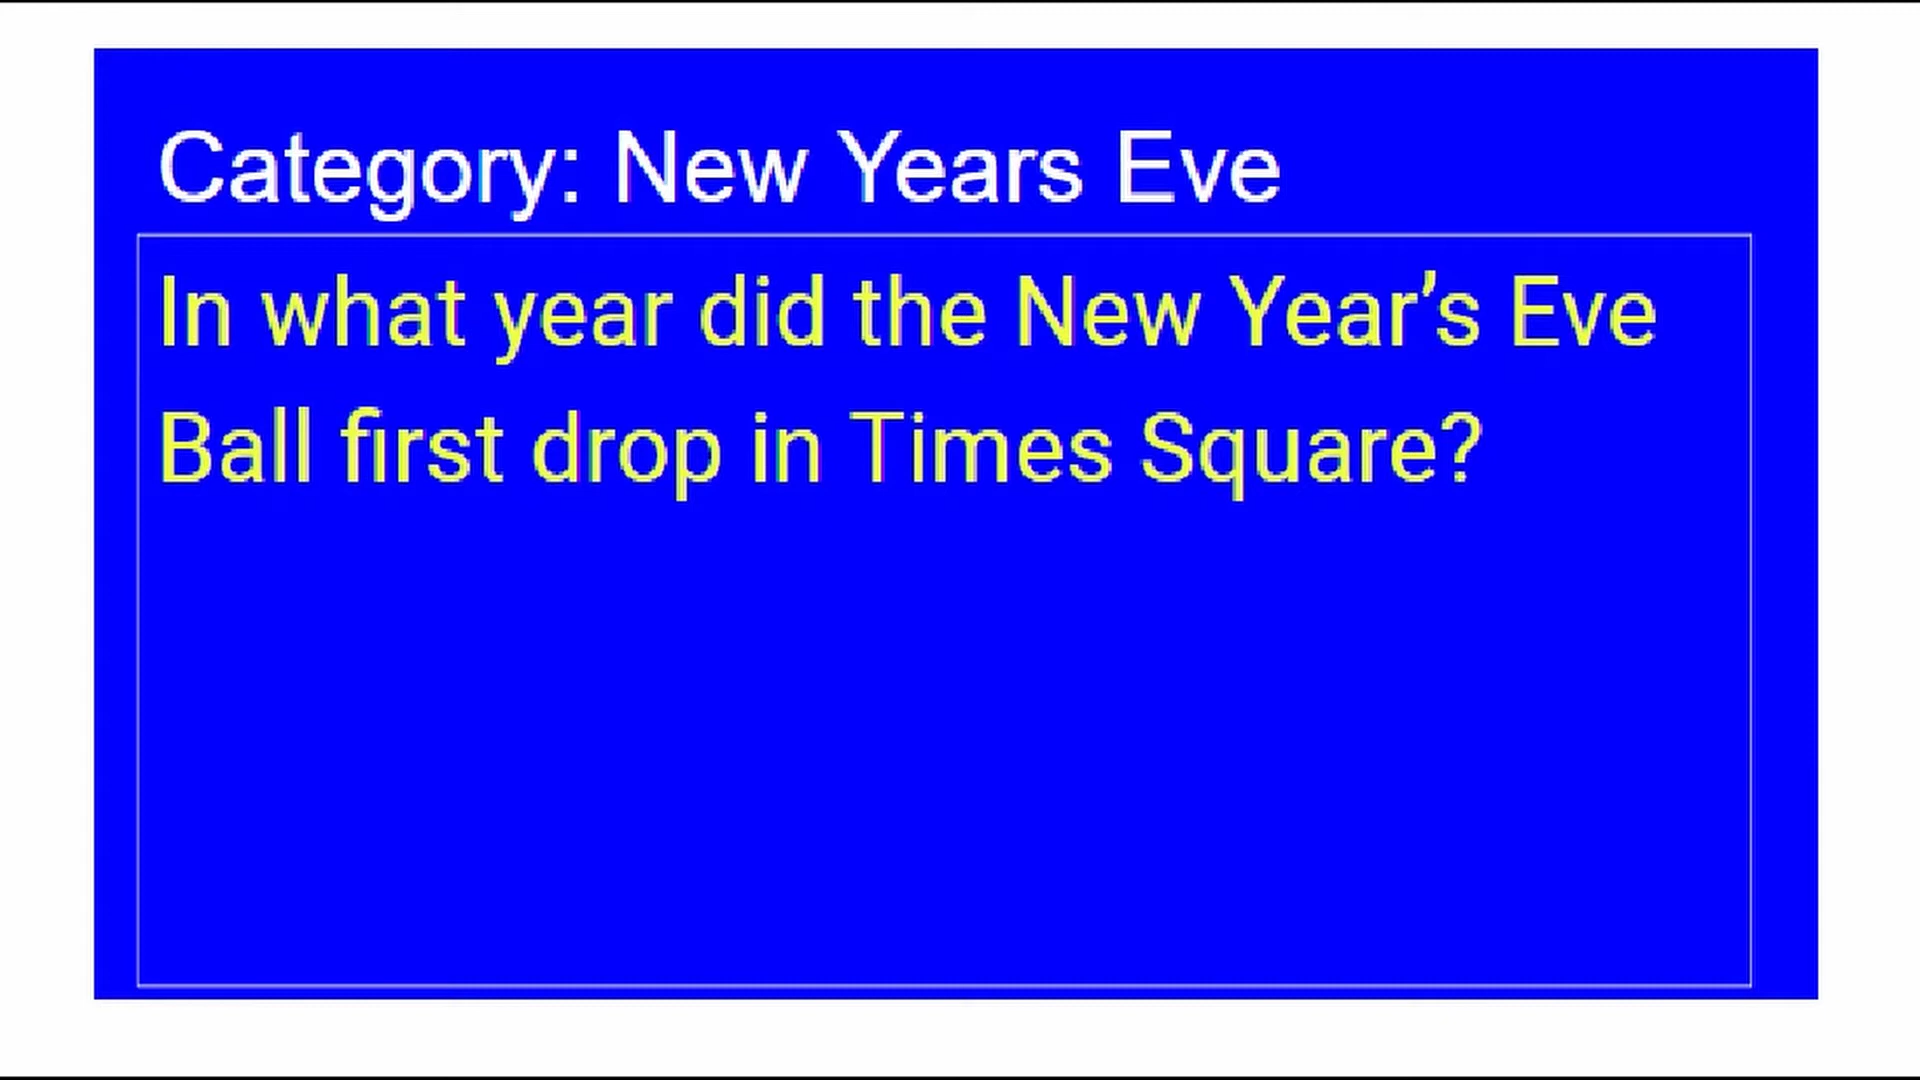 Category: New Years Eve
In what year did the New Year’s Eve
Ball first drop in Times Square?